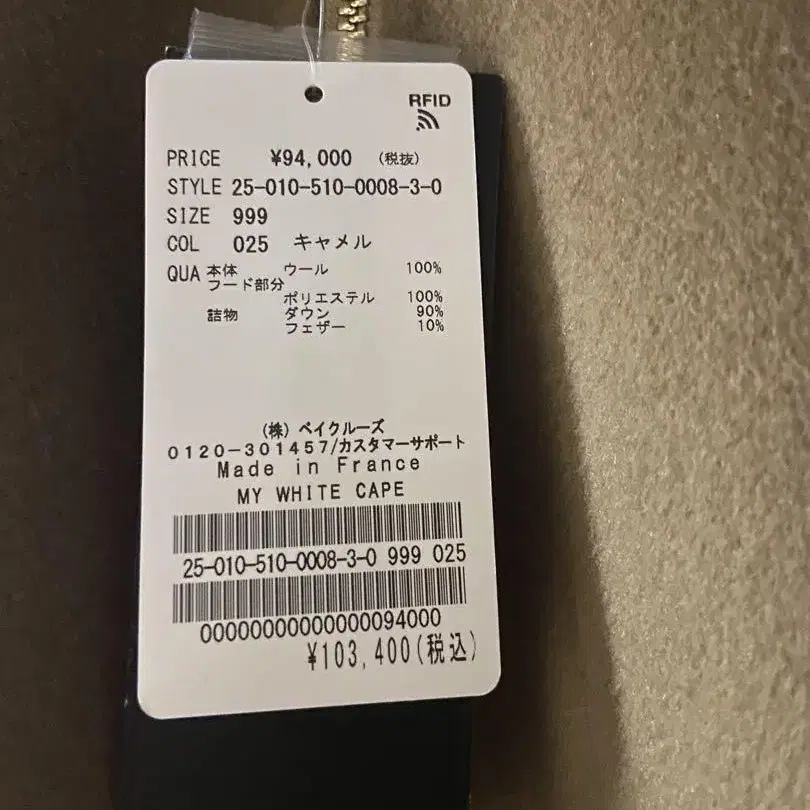 RFID
PRICE ¥94,000 (税抜)
STYLE 25-010-510-0008-3-0
SIZE 999
COL 025 キャメル
QUA 本体 ウール 100%
フード部分
ポリエステル 100%
詰物 ダウン 90%
フェザー 10%
(株) ベイクルーズ
0120-301457/カスタマーサポート
Made in France
MY WHITE CAPE
25-010-510-0008-3-0 999 025
00000000000000094000
¥103,400(税込)